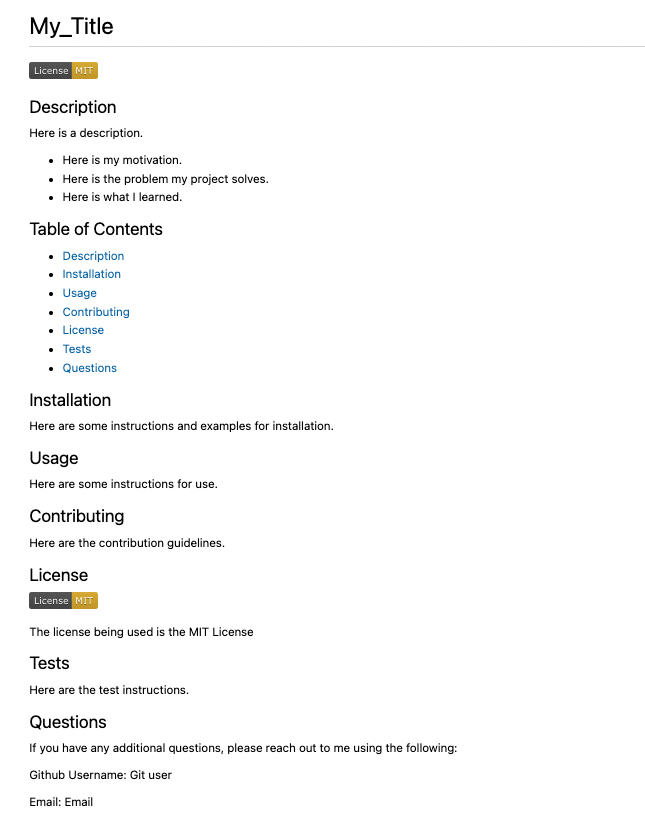 My_Title
License MIT
Description
Here is a description.
Here is my motivation.
Here is the problem my project solves.
Here is what I learned.
Table of Contents
Description
Installation
Usage
Contributing
License
Tests
Questions
Installation
Here are some instructions and examples for installation.
Usage
Here are some instructions for use.
Contributing
Here are the contribution guidelines.
License
License MIT
The license being used is the MIT License
Tests
Here are the test instructions.
Questions
If you have any additional questions, please reach out to me using the following:
Github Username: Git user
Email: Email